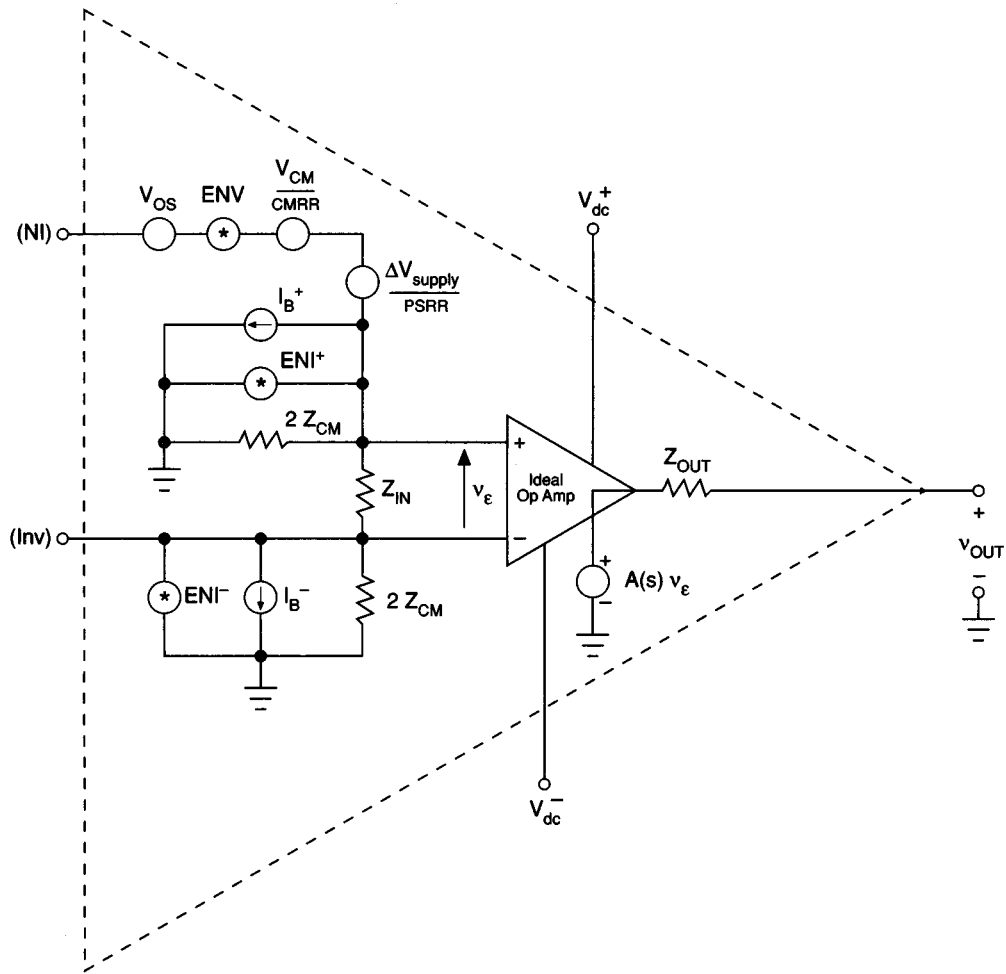 V_OS
ENV
V_CM
CMRR
(NI)
V_dc^+
ΔV_supply
PSRR
I_B^+
*
ENI^+
*
2 Z_CM
+
Z_IN
ν_ε
Ideal
Op Amp
Z_OUT
(Inv)
−
*
ENI^−
I_B^−
2 Z_CM
+
A(s) ν_ε
−
+
ν_OUT
−
V_dc^−